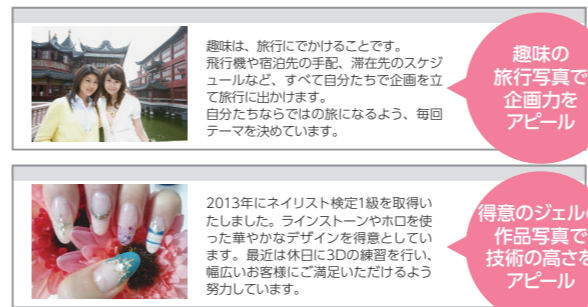 趣味は、旅行にでかけることです。
飛行機や宿泊先の手配、滞在先のスケジ
ュールなど、すべて自分たちで企画を立
て旅行に出かけます。
自分たちならではの旅になるよう、毎回
テーマを決めています。
趣味の
旅行写真で
企画力を
アピール
2013年にネイリスト検定1級を取得い
たしました。ラインストーンやホロを使
った華やかなデザインを得意としてい
ます。最近は休日に3Dの練習を行い、
幅広いお客様にご満足いただけるよう
努力しています。
得意のジェル
作品写真で
技術の高さを
アピール